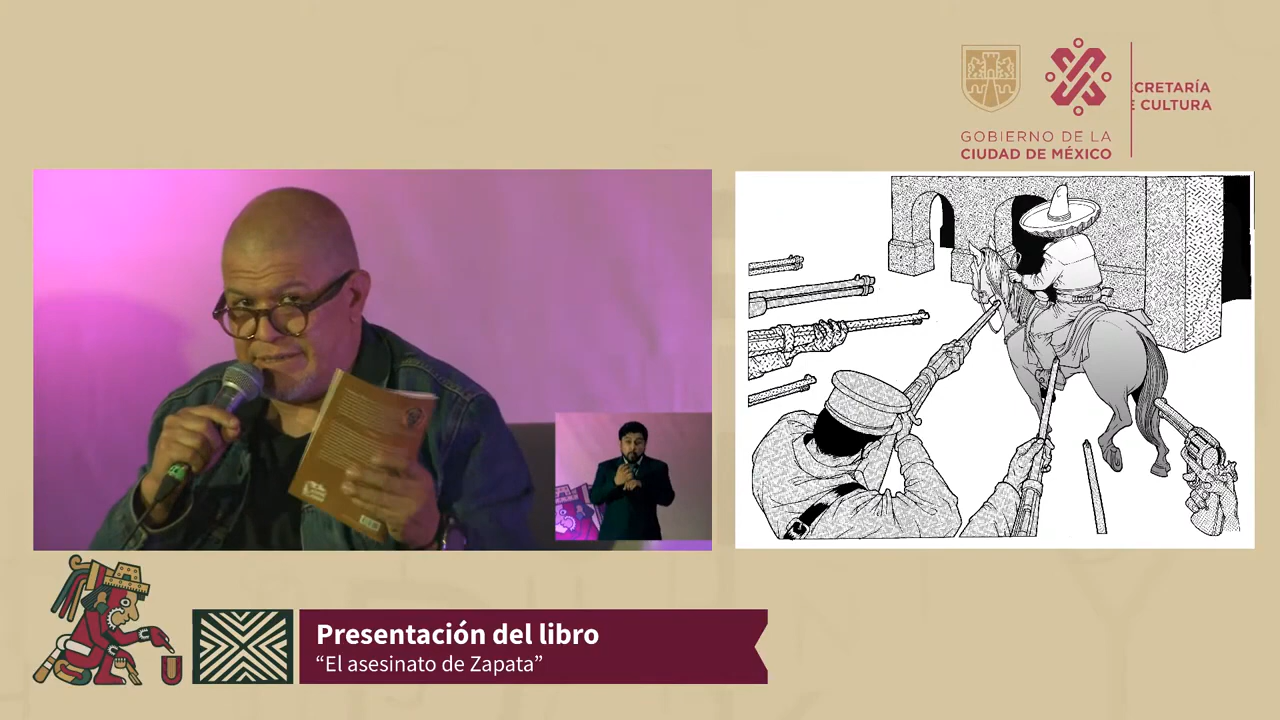 CRETARÍA
CULTURA
GOBIERNO DE LA
CIUDAD DE MÉXICO
Presentación del libro
“El asesinato de Zapata”